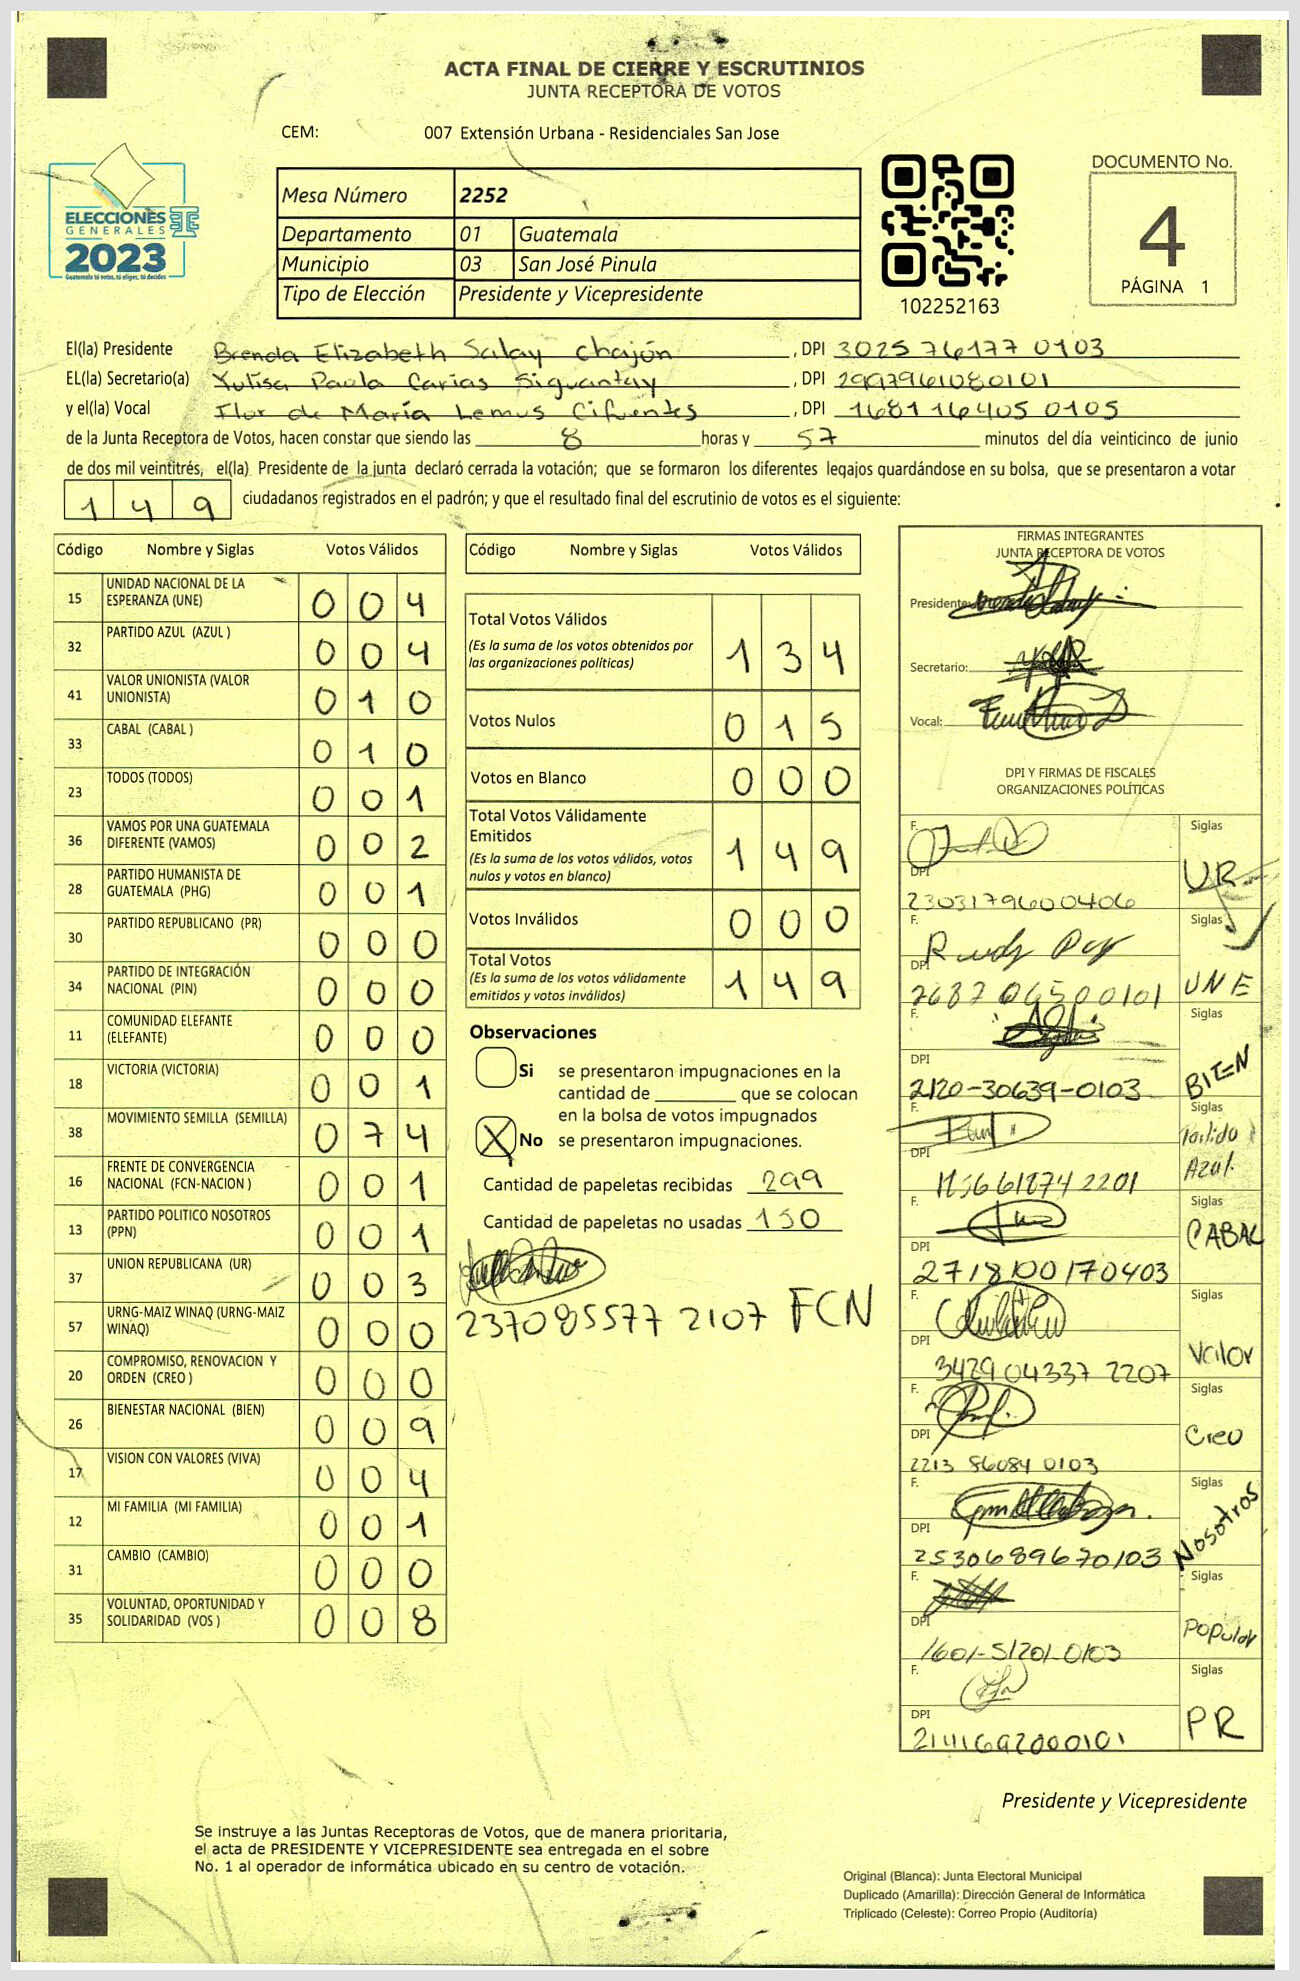 ACTA FINAL DE CIERRE Y ESCRUTINIOS
JUNTA RECEPTORA DE VOTOS
CEM: 007 Extensión Urbana - Residenciales San Jose
ELECCIONES
GENERALES
2023
Guatemala tú votas, tú eliges, tú decides
Mesa Número 2252
Departamento 01 Guatemala
Municipio 03 San José Pinula
Tipo de Elección Presidente y Vicepresidente
102252163
DOCUMENTO No.
4
PÁGINA 1
El(la) Presidente Brenda Elizabeth Salay Chajón , DPI 3025 76177 0103
EL(la) Secretario(a) Yulisa Paola Carias Siguantay , DPI 2997961080101
y el(la) Vocal Flor de María Lemus Cifuentes , DPI 1681 16405 0105
de la Junta Receptora de Votos, hacen constar que siendo las 8 horas y 57 minutos del día veinticinco de junio
de dos mil veintitrés, el(la) Presidente de la junta declaró cerrada la votación; que se formaron los diferentes legajos guardándose en su bolsa, que se presentaron a votar
149 ciudadanos registrados en el padrón; y que el resultado final del escrutinio de votos es el siguiente:
Código Nombre y Siglas Votos Válidos
15 UNIDAD NACIONAL DE LA
ESPERANZA (UNE) 0 0 4
32 PARTIDO AZUL (AZUL ) 0 0 4
41 VALOR UNIONISTA (VALOR
UNIONISTA) 0 1 0
33 CABAL (CABAL ) 0 1 0
23 TODOS (TODOS) 0 0 1
36 VAMOS POR UNA GUATEMALA
DIFERENTE (VAMOS) 0 0 2
28 PARTIDO HUMANISTA DE
GUATEMALA (PHG) 0 0 1
30 PARTIDO REPUBLICANO (PR) 0 0 0
34 PARTIDO DE INTEGRACIÓN
NACIONAL (PIN) 0 0 0
11 COMUNIDAD ELEFANTE
(ELEFANTE) 0 0 0
18 VICTORIA (VICTORIA) 0 0 1
38 MOVIMIENTO SEMILLA (SEMILLA) 0 7 4
16 FRENTE DE CONVERGENCIA
NACIONAL (FCN-NACION ) 0 0 1
13 PARTIDO POLITICO NOSOTROS
(PPN) 0 0 1
37 UNION REPUBLICANA (UR) 0 0 3
57 URNG-MAIZ WINAQ (URNG-MAIZ
WINAQ) 0 0 0
20 COMPROMISO, RENOVACION Y
ORDEN (CREO ) 0 0 0
26 BIENESTAR NACIONAL (BIEN) 0 0 9
17 VISION CON VALORES (VIVA) 0 0 4
12 MI FAMILIA (MI FAMILIA) 0 0 1
31 CAMBIO (CAMBIO) 0 0 0
35 VOLUNTAD, OPORTUNIDAD Y
SOLIDARIDAD (VOS ) 0 0 8
Código Nombre y Siglas Votos Válidos
Total Votos Válidos
(Es la suma de los votos obtenidos por
las organizaciones políticas) 1 3 4
Votos Nulos 0 1 5
Votos en Blanco 0 0 0
Total Votos Válidamente
Emitidos
(Es la suma de los votos válidos, votos
nulos y votos en blanco) 1 4 9
Votos Inválidos 0 0 0
Total Votos
(Es la suma de los votos válidamente
emitidos y votos inválidos) 1 4 9
Observaciones
Si se presentaron impugnaciones en la
cantidad de ________ que se colocan
en la bolsa de votos impugnados
X No se presentaron impugnaciones.
Cantidad de papeletas recibidas 299
Cantidad de papeletas no usadas 150
237085577 2107 FCN
FIRMAS INTEGRANTES
JUNTA RECEPTORA DE VOTOS
Presidente:
Secretario:
Vocal:
DPI Y FIRMAS DE FISCALES
ORGANIZACIONES POLÍTICAS
F. Siglas
DPI UR
2303179600406
F. Siglas
DPI UNE
2687 06500101
F. Siglas
DPI BIEN
2120-30639-0103
F. Siglas
DPI Partido
Azul
61874 2201
F. Siglas
DPI CABAL
2718100170403
F. Siglas
DPI Valor
3429 04337 2207
F. Siglas
DPI Creo
2213 86084 0103
F. Siglas
DPI Nosotros
2530689670103
F. Siglas
DPI Popular
1601-51201-0103
F. Siglas
DPI PR
2141692000101
Presidente y Vicepresidente
Se instruye a las Juntas Receptoras de Votos, que de manera prioritaria,
el acta de PRESIDENTE Y VICEPRESIDENTE sea entregada en el sobre
No. 1 al operador de informática ubicado en su centro de votación.
Original (Blanca): Junta Electoral Municipal
Duplicado (Amarilla): Dirección General de Informática
Triplicado (Celeste): Correo Propio (Auditoría)